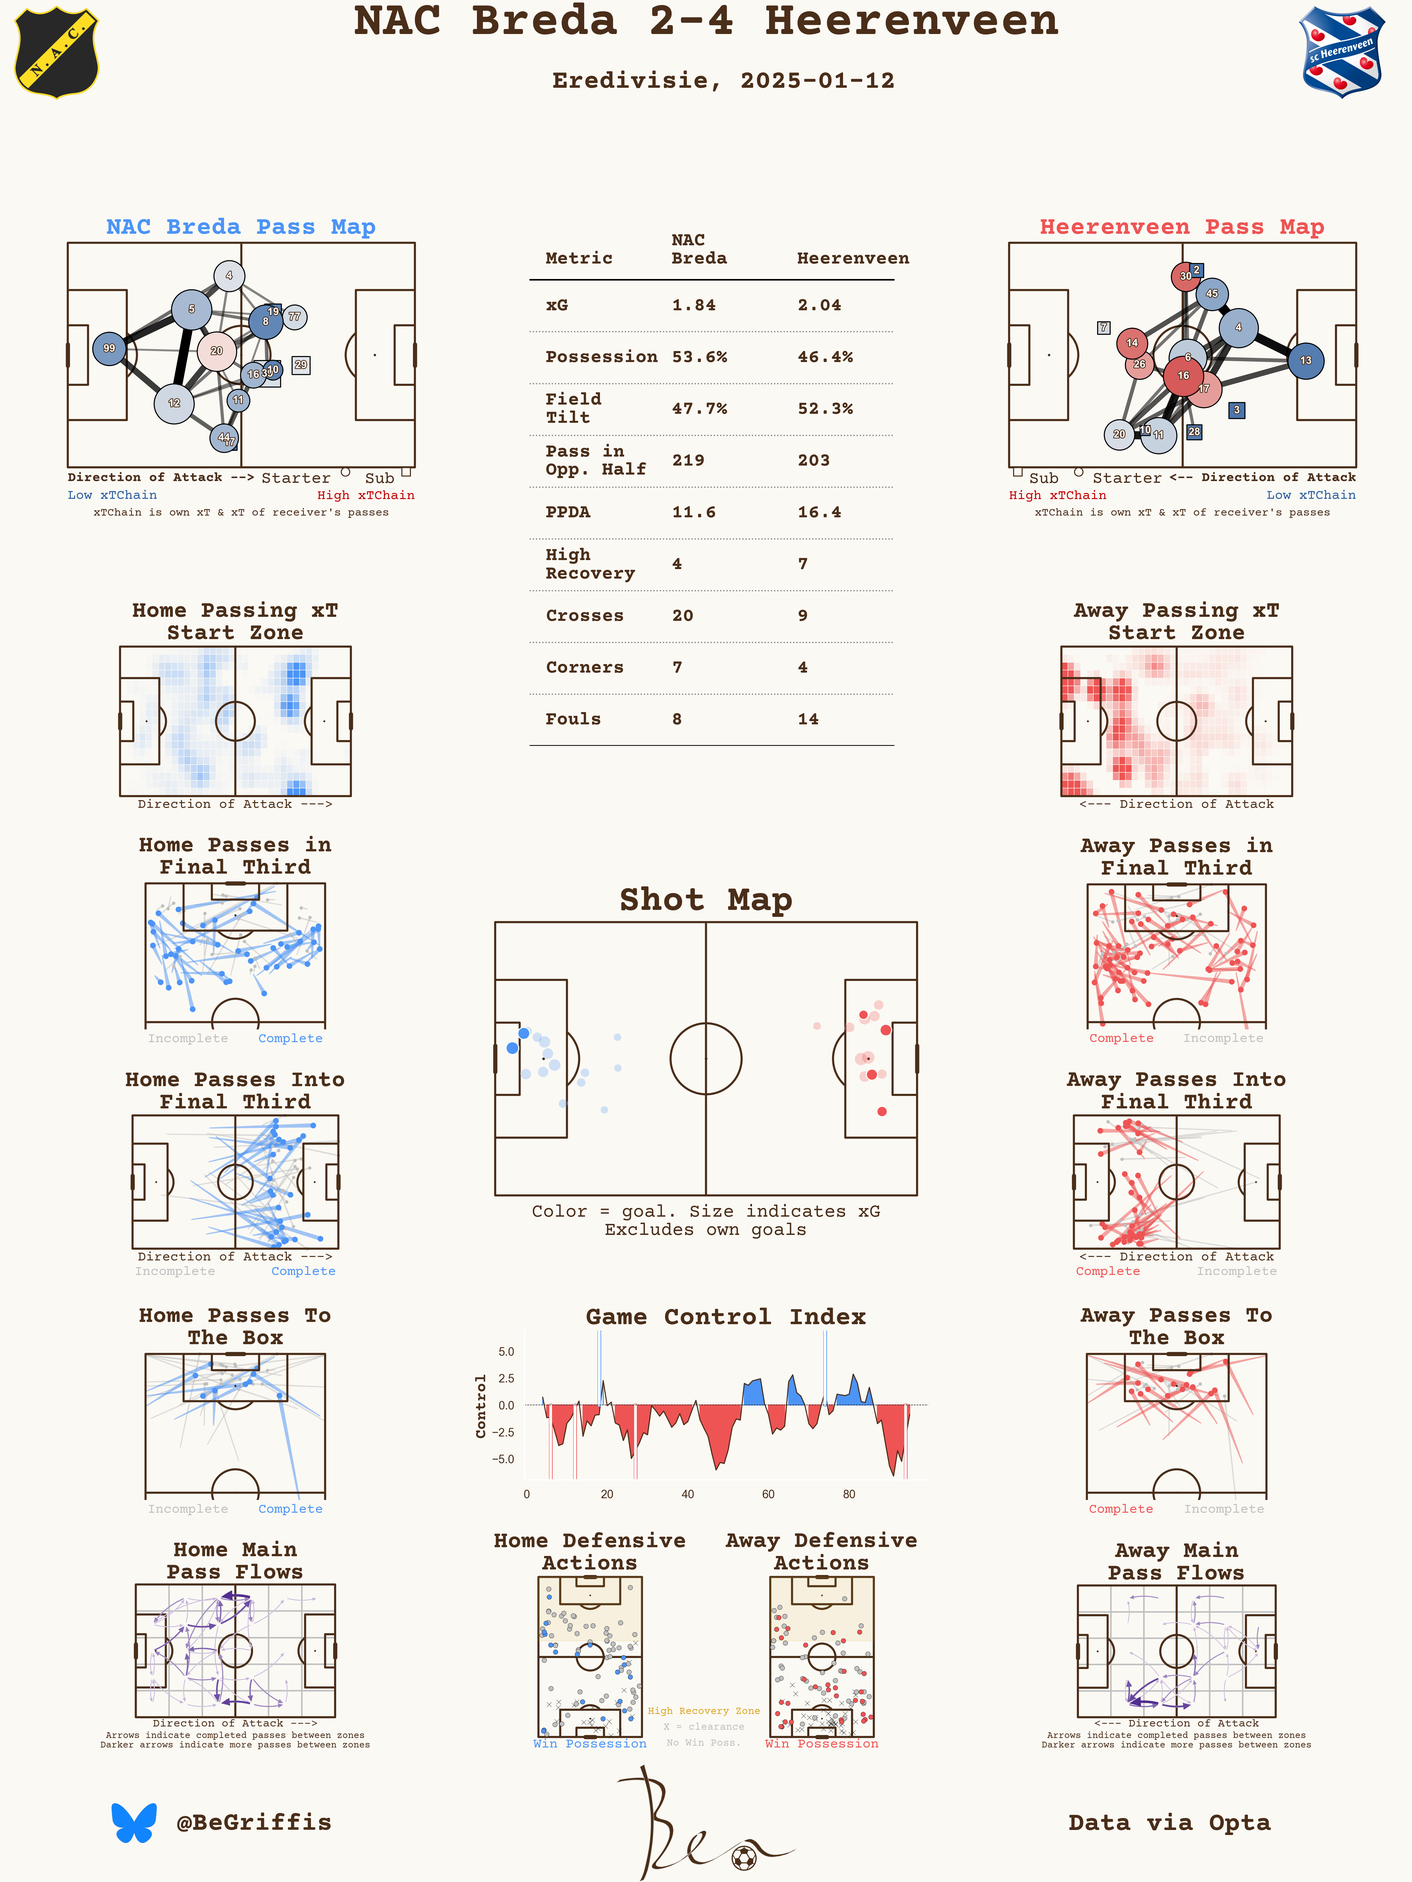 NAC Breda 2-4 Heerenveen
Eredivisie, 2025-01-12
N.A.C.
sc Heerenveen
NAC Breda Pass Map
4
5
19
8
77
99
20
16
10
29
12
11
44
Direction of Attack --> Starter Sub
Low xTChain High xTChain
xTChain is own xT & xT of receiver's passes
Metric NAC Breda Heerenveen
xG 1.84 2.04
Possession 53.6% 46.4%
Field Tilt 47.7% 52.3%
Pass in Opp. Half 219 203
PPDA 11.6 16.4
High Recovery 4 7
Crosses 20 9
Corners 7 4
Fouls 8 14
Heerenveen Pass Map
30
2
45
7
4
14
6
13
26
16
17
3
20
10
11
28
Sub Starter <-- Direction of Attack
High xTChain Low xTChain
xTChain is own xT & xT of receiver's passes
Home Passing xT
Start Zone
Direction of Attack --->
Away Passing xT
Start Zone
<--- Direction of Attack
Home Passes in
Final Third
Incomplete Complete
Away Passes in
Final Third
Complete Incomplete
Shot Map
Color = goal. Size indicates xG
Excludes own goals
Home Passes Into
Final Third
Direction of Attack --->
Incomplete Complete
Away Passes Into
Final Third
<--- Direction of Attack
Complete Incomplete
Home Passes To
The Box
Incomplete Complete
Game Control Index
Control
5.0
2.5
0.0
−2.5
−5.0
0 20 40 60 80
Away Passes To
The Box
Complete Incomplete
Home Main
Pass Flows
Direction of Attack --->
Arrows indicate completed passes between zones
Darker arrows indicate more passes between zones
Home Defensive
Actions
Win Possession
High Recovery Zone
X = clearance
No Win Poss.
Away Defensive
Actions
Win Possession
Away Main
Pass Flows
<--- Direction of Attack
Arrows indicate completed passes between zones
Darker arrows indicate more passes between zones
@BeGriffis
Ben
Data via Opta